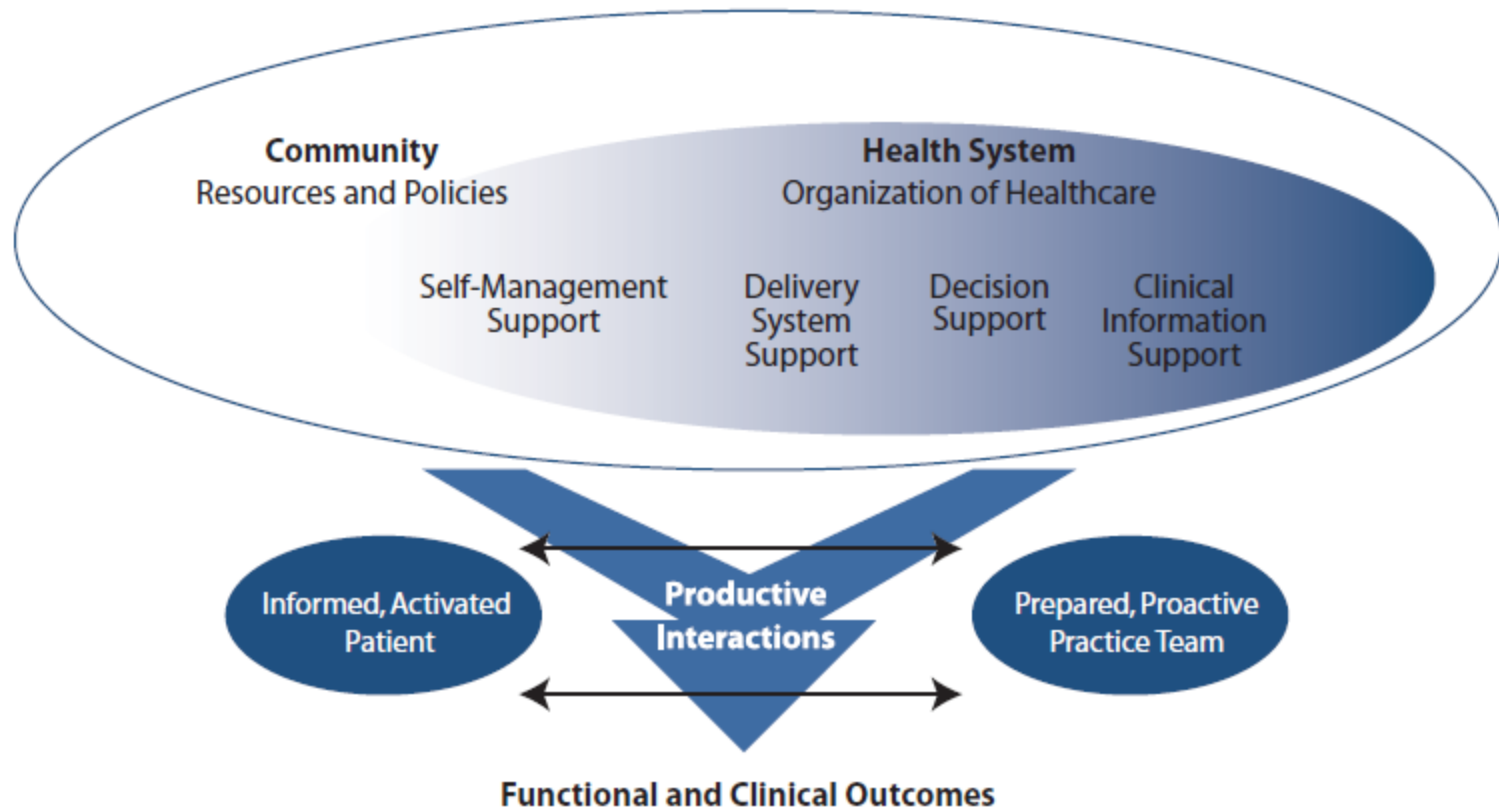 Community
Resources and Policies
Health System
Organization of Healthcare
Self-Management
Support
Delivery
System
Support
Decision
Support
Clinical
Information
Support
Informed, Activated
Patient
Productive
Interactions
Prepared, Proactive
Practice Team
Functional and Clinical Outcomes